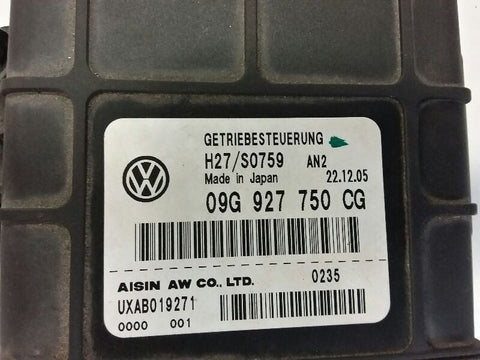 GETRIEBESTEUERUNG
H27/S0759 AN2
Made in Japan 22.12.05
09G 927 750 CG
AISIN AW CO., LTD. 0235
UXAB019271
0000 001